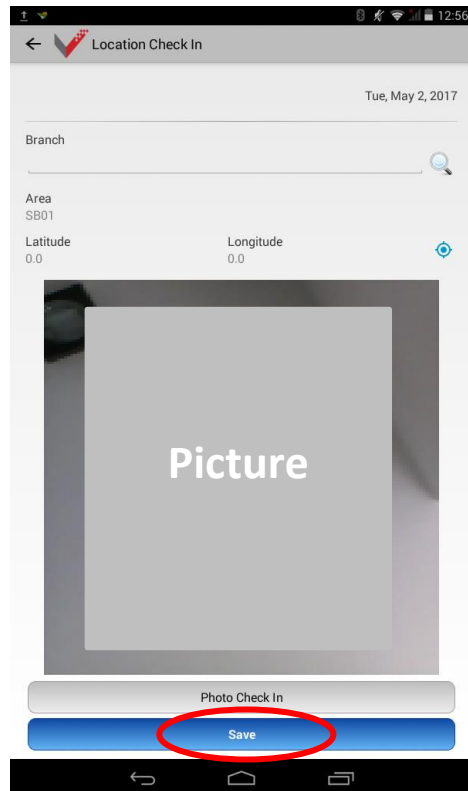 12:56
Location Check In
Tue, May 2, 2017
Branch
Area
SB01
Latitude Longitude
0.0 0.0
Picture
Photo Check In
Save